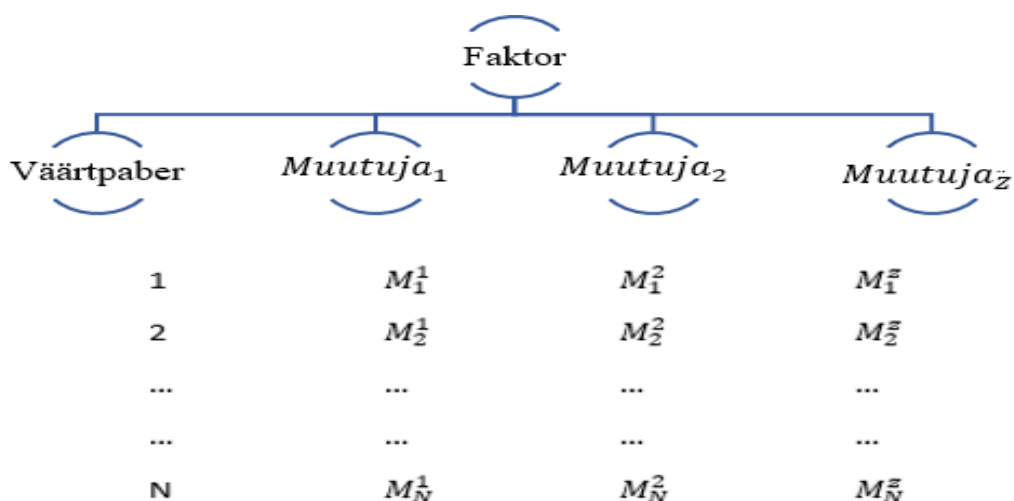 Faktor
Väärtpaber Muutuja₁ Muutuja₂ Muutuja_z̈
1 M₁¹ M₁² M₁ᶻ
2 M₂¹ M₂² M₂ᶻ
... ... ... ...
... ... ... ...
N M_N¹ M_N² M_Nᶻ